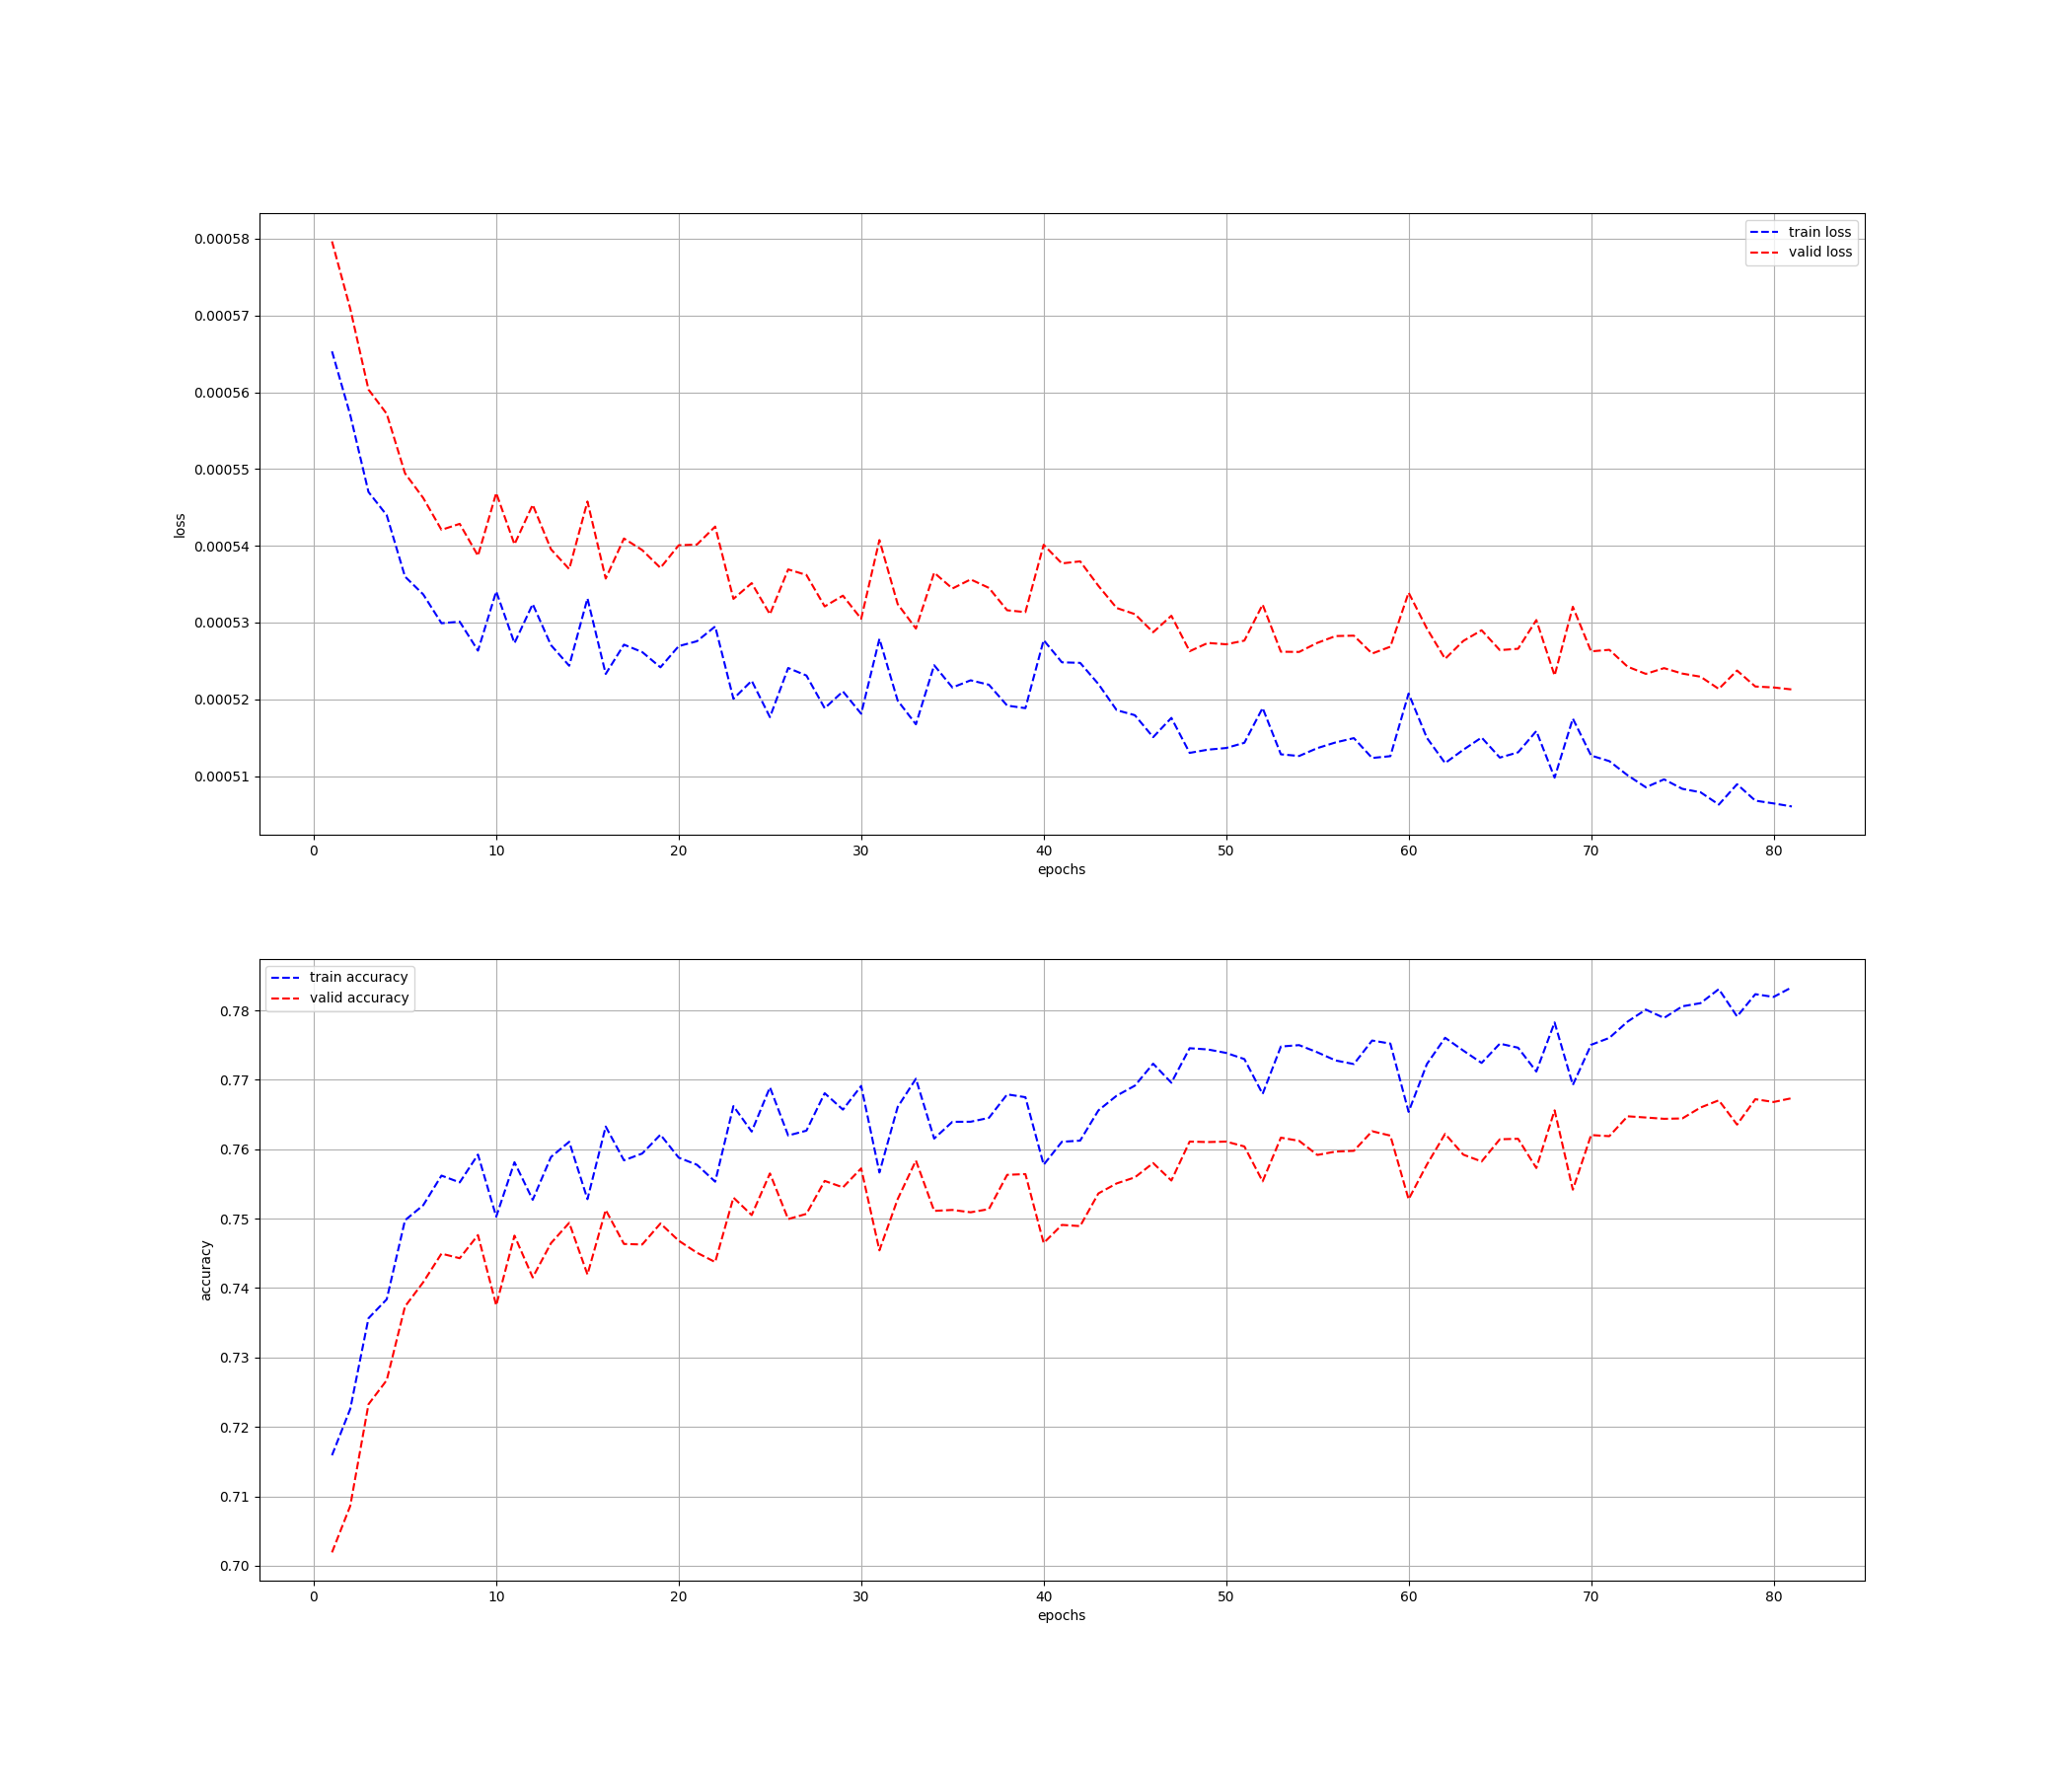 0.00058
0.00057
0.00056
0.00055
0.00054
0.00053
0.00052
0.00051
loss
train loss
valid loss
0 10 20 30 40 50 60 70 80
epochs
train accuracy
valid accuracy
0.78
0.77
0.76
0.75
0.74
0.73
0.72
0.71
0.70
accuracy
0 10 20 30 40 50 60 70 80
epochs